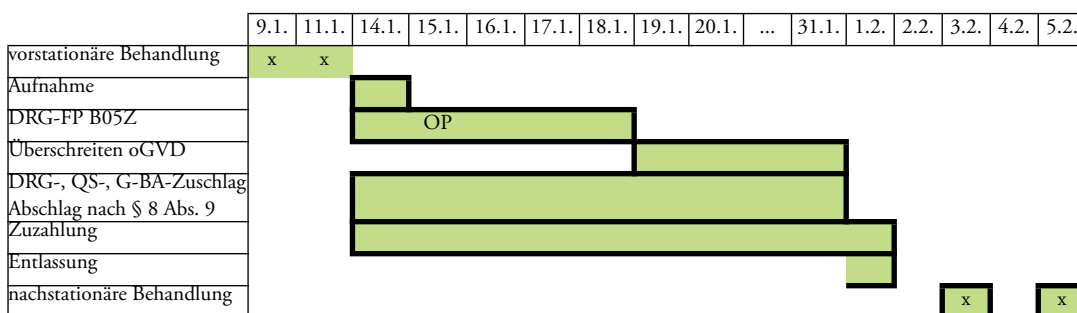 9.1. 11.1. 14.1. 15.1. 16.1. 17.1. 18.1. 19.1. 20.1. ... 31.1. 1.2. 2.2. 3.2. 4.2. 5.2.
vorstationäre Behandlung x x
Aufnahme
DRG-FP B05Z OP
Überschreiten oGVD
DRG-, QS-, G-BA-Zuschlag
Abschlag nach § 8 Abs. 9
Zuzahlung
Entlassung
nachstationäre Behandlung x x